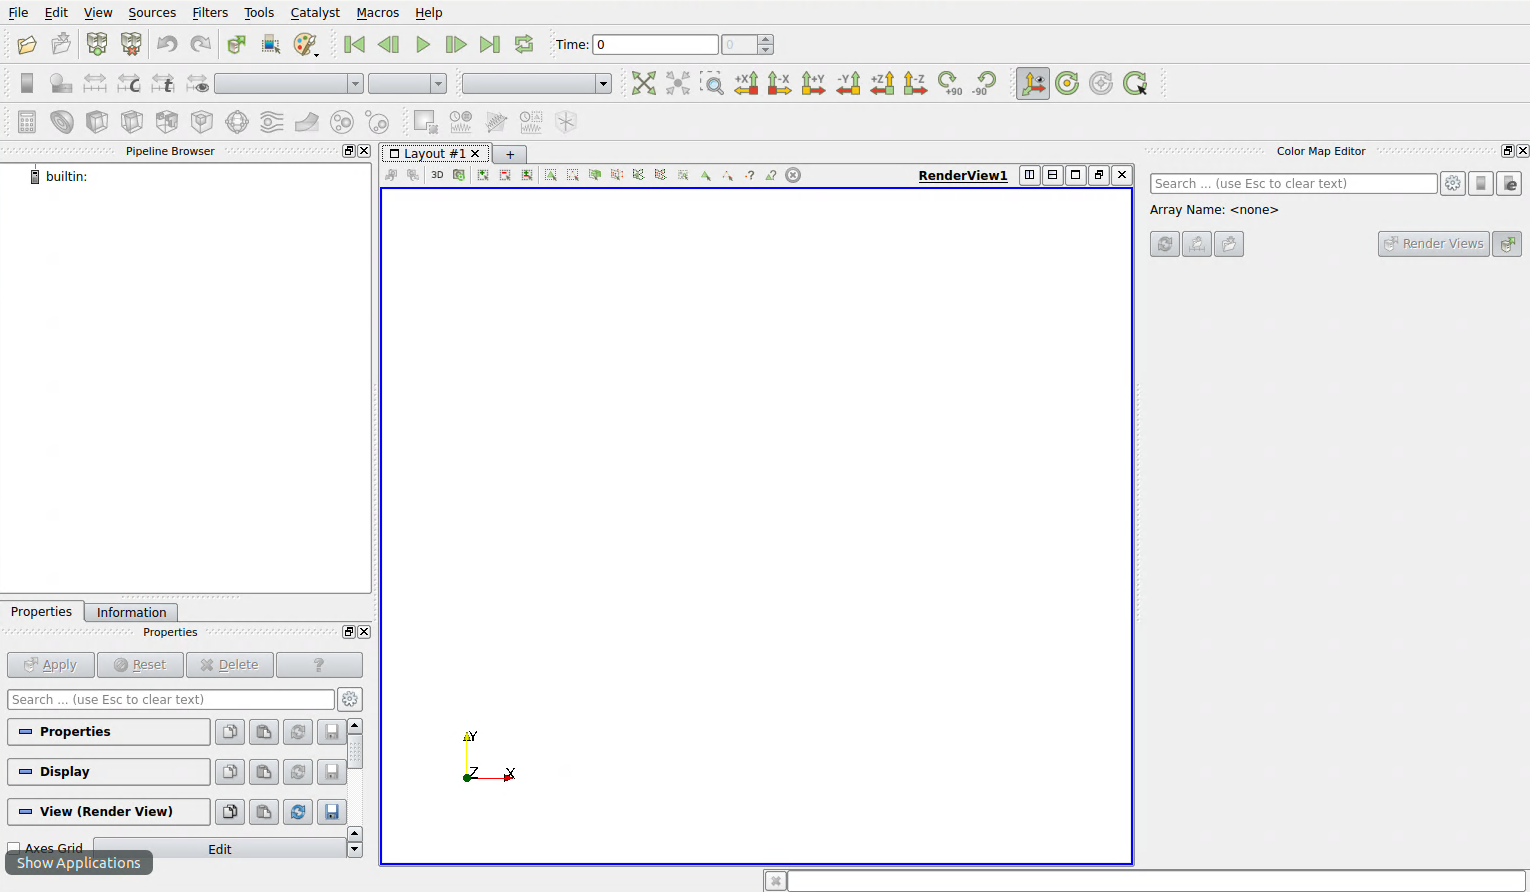 File Edit View Sources Filters Tools Catalyst Macros Help
Time: 0 0
+X -X +Y -Y +Z -Z +90 -90
Pipeline Browser
builtin:
Layout #1 +
3D
RenderView1
Color Map Editor
Search ... (use Esc to clear text)
Array Name: <none>
Render Views
Properties Information
Properties
Apply Reset Delete ?
Search ... (use Esc to clear text)
Properties
Display
View (Render View)
Axes Grid Edit
Show Applications
Y
Z X